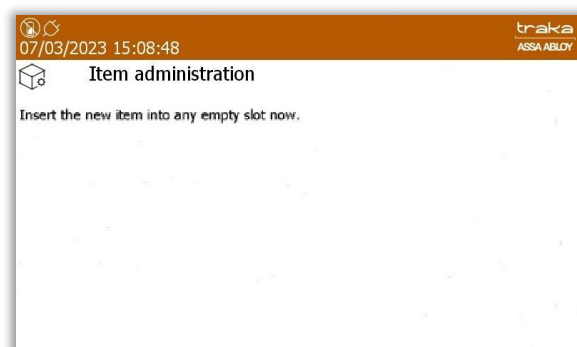 traka
07/03/2023 15:08:48
ASSA ABLOY
Item administration
Insert the new item into any empty slot now.